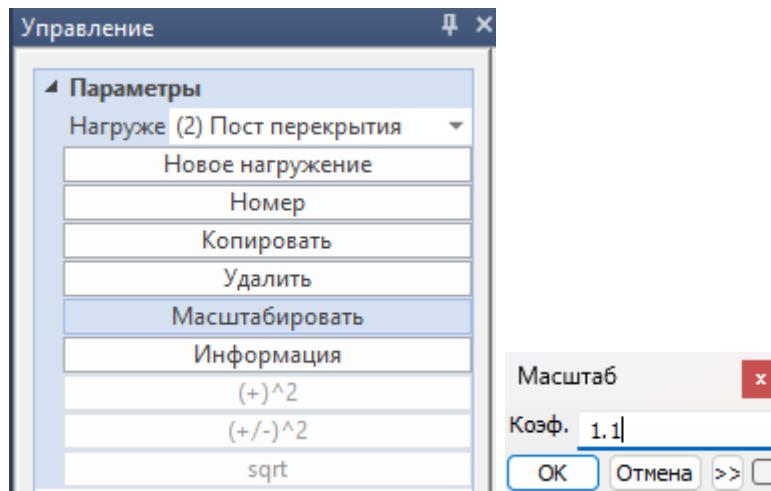 Управление
Параметры
Нагруже (2) Пост перекрытия
Новое нагружение
Номер
Копировать
Удалить
Масштабировать
Информация
(+)^2
(+/-)^2
sqrt
Масштаб x
Коэф. 1.1
OK Отмена >>